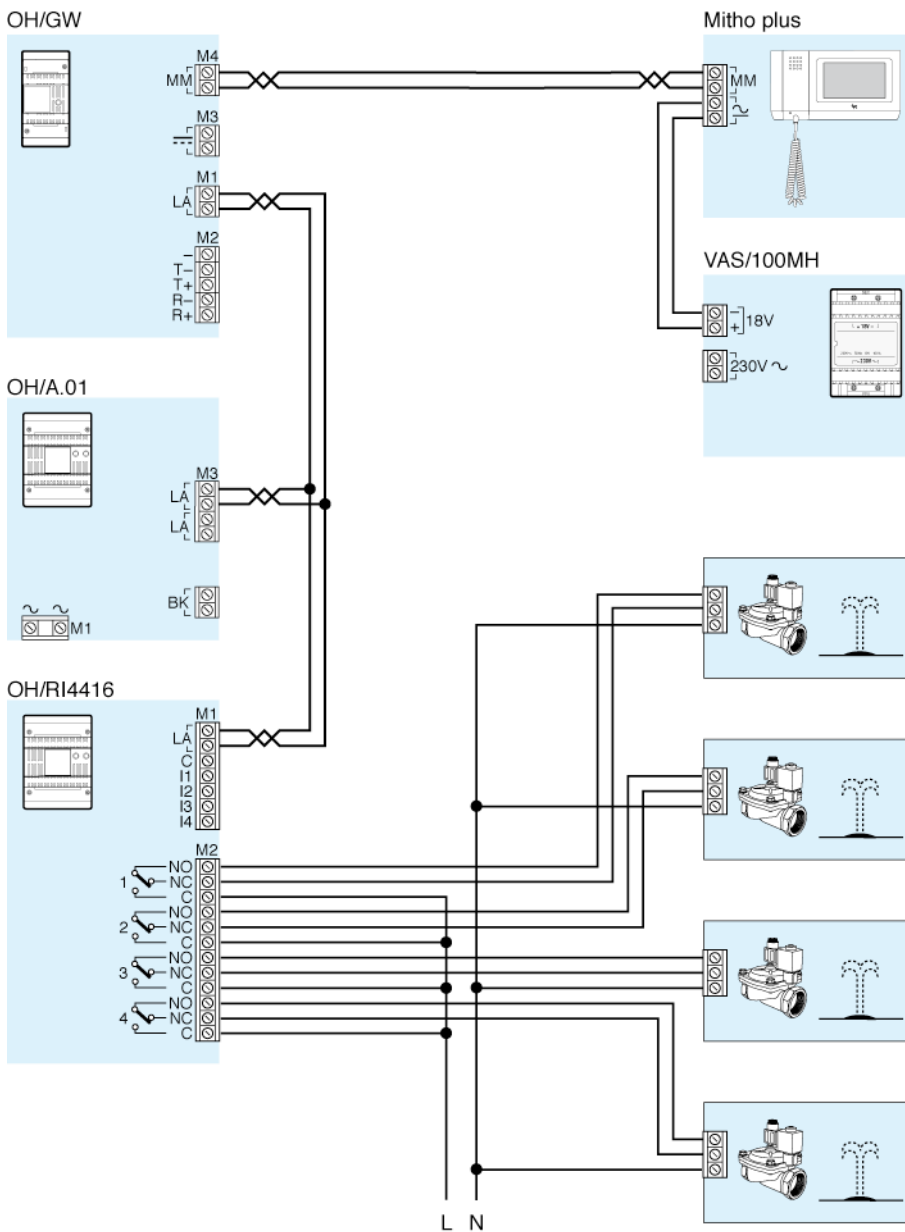 OH/GW
M4
MM
M3
M1
LA
M2
–
T–
T+
R–
R+
Mitho plus
MM
VAS/100MH
–
+
18V
230V ~
OH/A.01
M3
LA
LA
BK
~ ~
M1
OH/RI4416
M1
LA
C
I1
I2
I3
I4
M2
1
NO
NC
C
2
NO
NC
C
3
NO
NC
C
4
NO
NC
C
L N